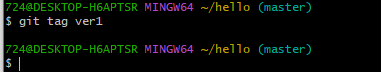 724@DESKTOP-H6APTSR MINGW64 ~/hello (master)
$ git tag ver1
724@DESKTOP-H6APTSR MINGW64 ~/hello (master)
$